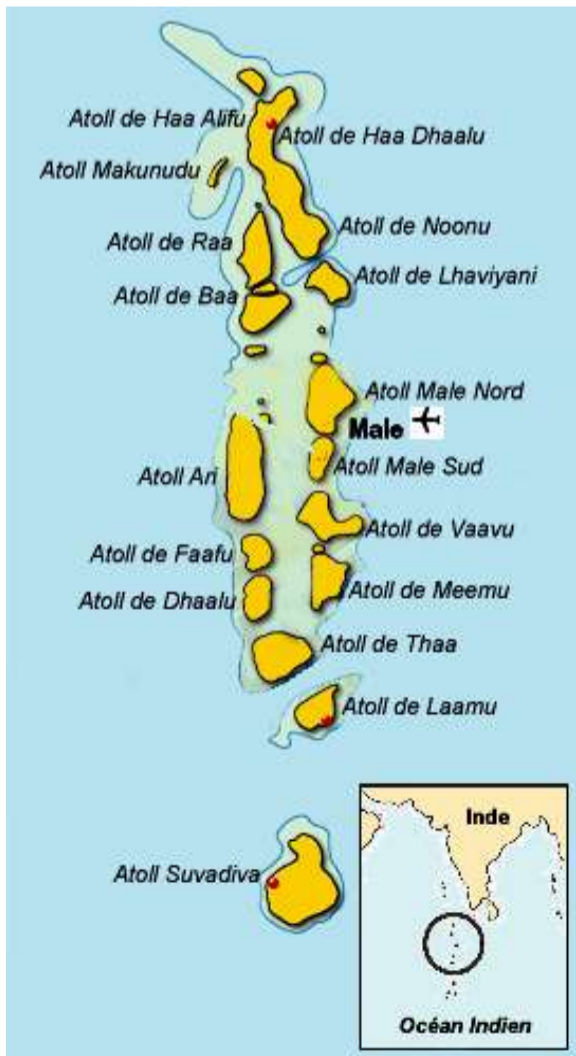 Atoll de Haa Alifu
Atoll de Haa Dhaalu
Atoll Makunudu
Atoll de Noonu
Atoll de Raa
Atoll de Lhaviyani
Atoll de Baa
Atoll Male Nord
Male
Atoll Male Sud
Atoll Ari
Atoll de Vaavu
Atoll de Faafu
Atoll de Meemu
Atoll de Dhaalu
Atoll de Thaa
Atoll de Laamu
Inde
Atoll Suvadiva
Océan Indien